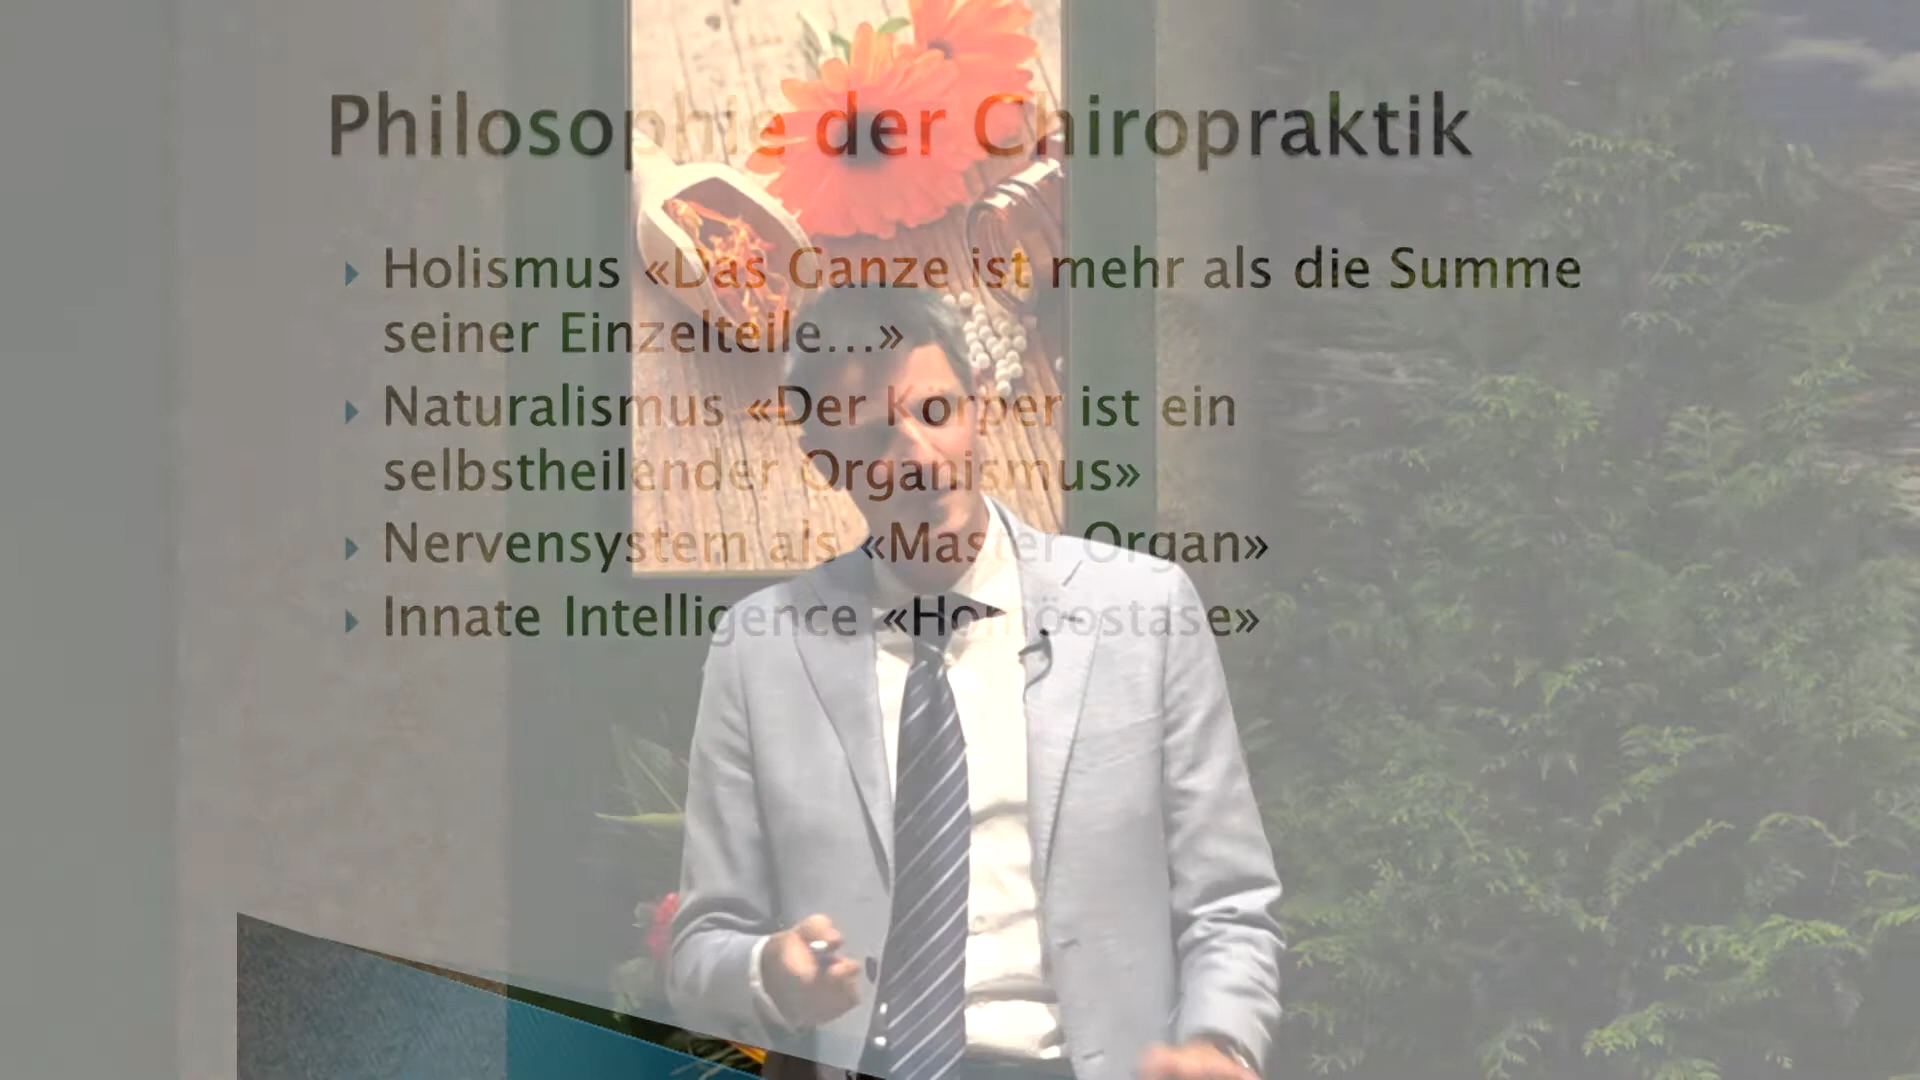 Philosophie der Chiropraktik
Holismus «Das Ganze ist mehr als die Summe
seiner Einzelteile...»
Naturalismus «Der Körper ist ein
selbstheilender Organismus»
Nervensystem als «Master Organ»
Innate Intelligence «Homöostase»